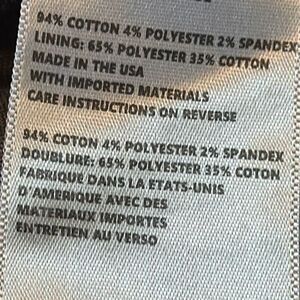 94% COTTON 4% POLYESTER 2% SPANDEX
LINING: 65% POLYESTER 35% COTTON
MADE IN THE USA
WITH IMPORTED MATERIALS
CARE INSTRUCTIONS ON REVERSE
94% COTON 4% POLYESTER 2% SPANDEX
DOUBLURE: 65% POLYESTER 35% COTON
FABRIQUE DANS LA ETATS-UNIS
D'AMERIQUE AVEC DES
MATERIAUX IMPORTES
ENTRETIEN AU VERSO